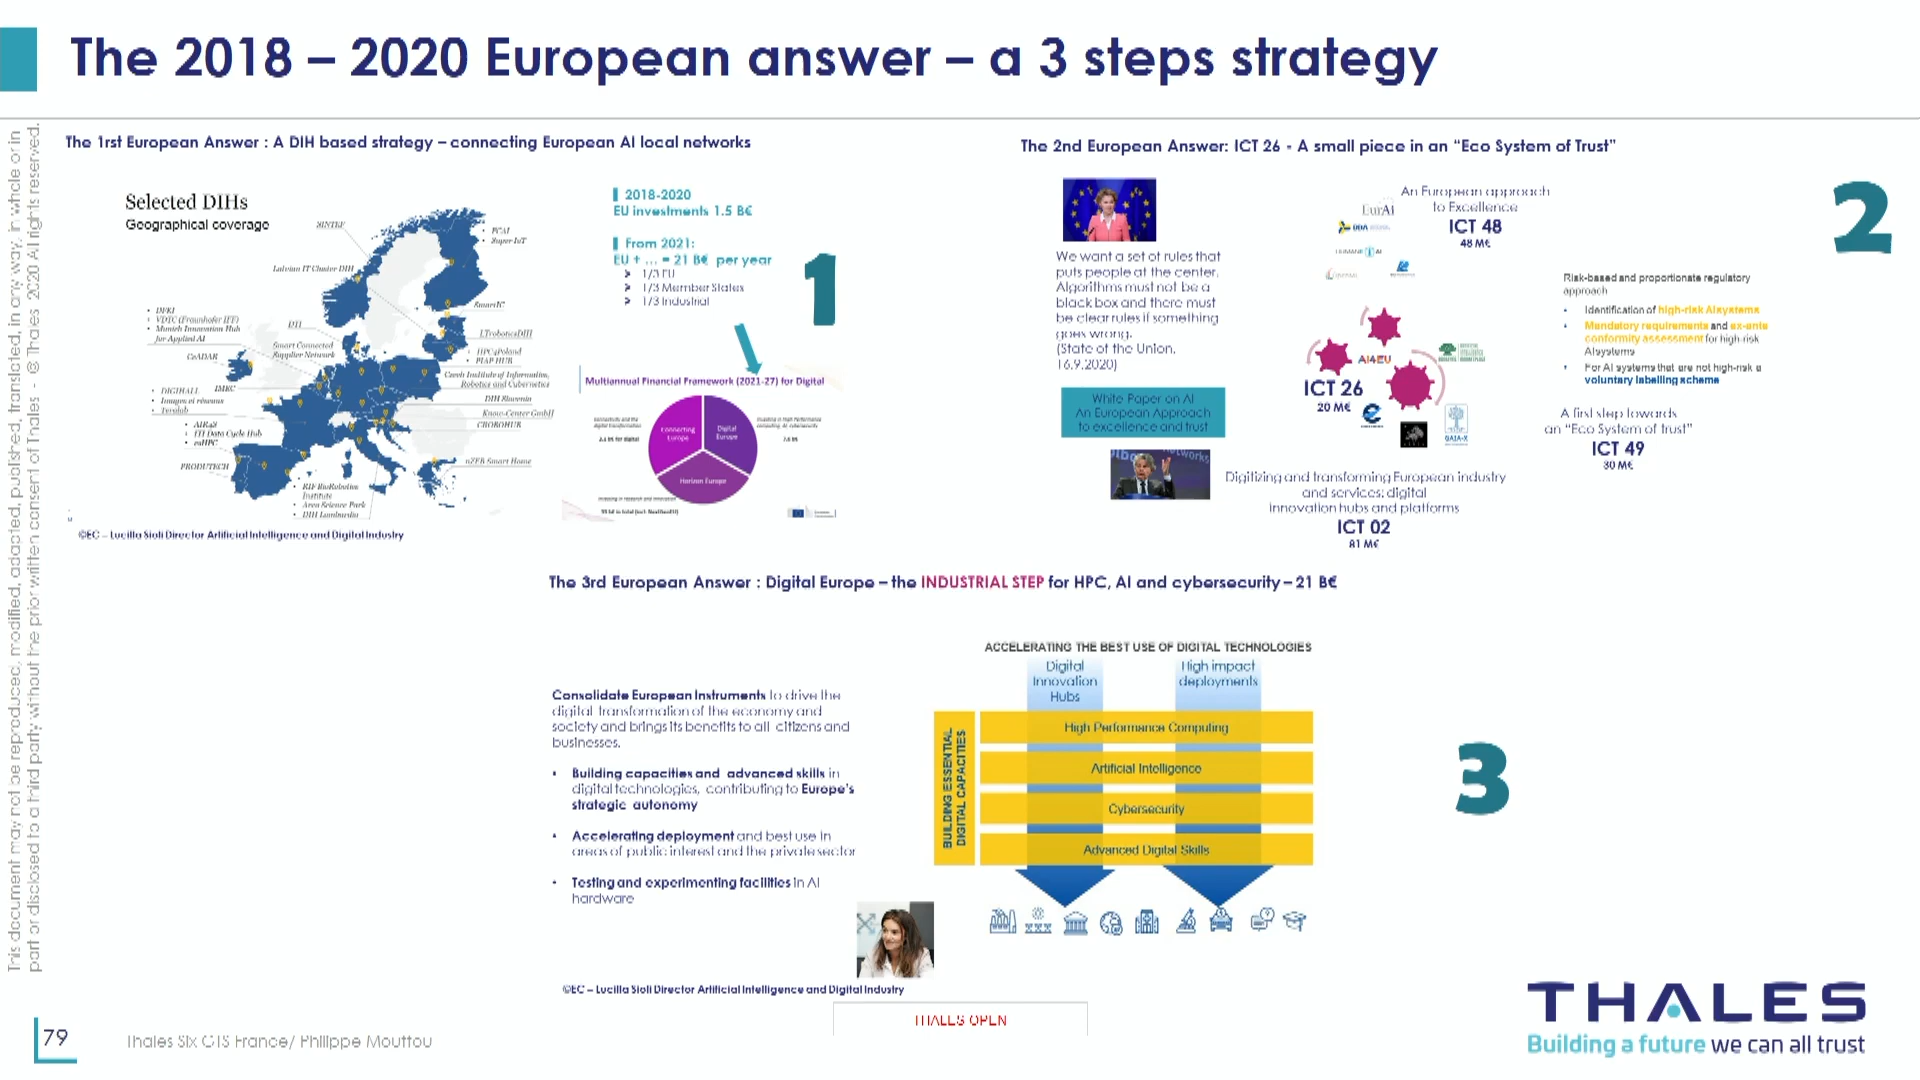 The 2018 – 2020 European answer – a 3 steps strategy
This document may not be reproduced, modified, adapted, published, translated, in any way, in whole or in
part or disclosed to a third party without the prior written consent of Thales - © Thales 2020 All rights reserved.
The 1rst European Answer : A DIH based strategy – connecting European AI local networks
Selected DIHs
Geographical coverage
SINTEF
• PCAI
• Super IoT
Latvian IT Cluster DIH
SmartIC
• DFKI
• VDTC (Fraunhofer IFF)
• Munich Innovation Hub
for Applied AI
DTI
Smart Connected
Supplier Network
CeADAR
IMEC
LTroboticsDIH
• HPC4Poland
• PIAP HUB
Czech Institute of Informatics,
Robotics and Cybernetics
• DIGIHALL
• Images et réseaux
• Teralab
DIH Slovenia
Know-Center GmbH
CROBOHUB
• AIR4S
• ITI Data Cycle Hub
• euHPC
PRODUTECH
nZEB Smart Home
• RIF RoboRobotics
Institute
• Area Science Park
• DIH Lombardia
©EC – Lucilla Sioli Director Artificial Intelligence and Digital Industry
2018-2020
EU investments 1.5 B€
From 2021:
EU + ... = 21 B€ per year
1/3 EU
1/3 Member States
1/3 Industrial
1
Multiannual Financial Framework (2021-27) for Digital
Connecting
Europe
Digital
Europe
Horizon Europe
The 2nd European Answer: ICT 26 - A small piece in an “Eco System of Trust”
We want a set of rules that
puts people at the center.
Algorithms must not be a
black box and there must
be clear rules if something
goes wrong.
(State of the Union,
16.9.2020)
White Paper on AI
An European Approach
to excellence and trust
An European approach
to Excellence
ICT 48
48 M€
EurAI
BDA
AI4EU
ICT 26
20 M€
GAIA-X
Risk-based and proportionate regulatory
approach
• Identification of high-risk AIsystems
• Mandatory requirements and ex-ante
conformity assessment for high-risk
AIsystems
• For AI systems that are not high-risk a
voluntary labelling scheme
A first step towards
an “Eco System of trust”
ICT 49
30 M€
Digitizing and transforming European industry
and services: digital
innovation hubs and platforms
ICT 02
81 M€
2
The 3rd European Answer : Digital Europe – the INDUSTRIAL STEP for HPC, AI and cybersecurity – 21 B€
Consolidate European Instruments to drive the
digital transformation of the economy and
society and brings its benefits to all citizens and
businesses.
• Building capacities and advanced skills in
digital technologies, contributing to Europe's
strategic autonomy
• Accelerating deployment and best use in
areas of public interest and the private sector
• Testing and experimenting facilities in AI
hardware
ACCELERATING THE BEST USE OF DIGITAL TECHNOLOGIES
Digital
Innovation
Hubs
High impact
deployments
BUILDING ESSENTIAL
DIGITAL CAPACITIES
High Performance Computing
Artificial Intelligence
Cybersecurity
Advanced Digital Skills
3
©EC – Lucilla Sioli Director Artificial Intelligence and Digital Industry
THALES OPEN
79
Thales Six GTS France/ Philippe Mouttou
THALES
Building a future we can all trust